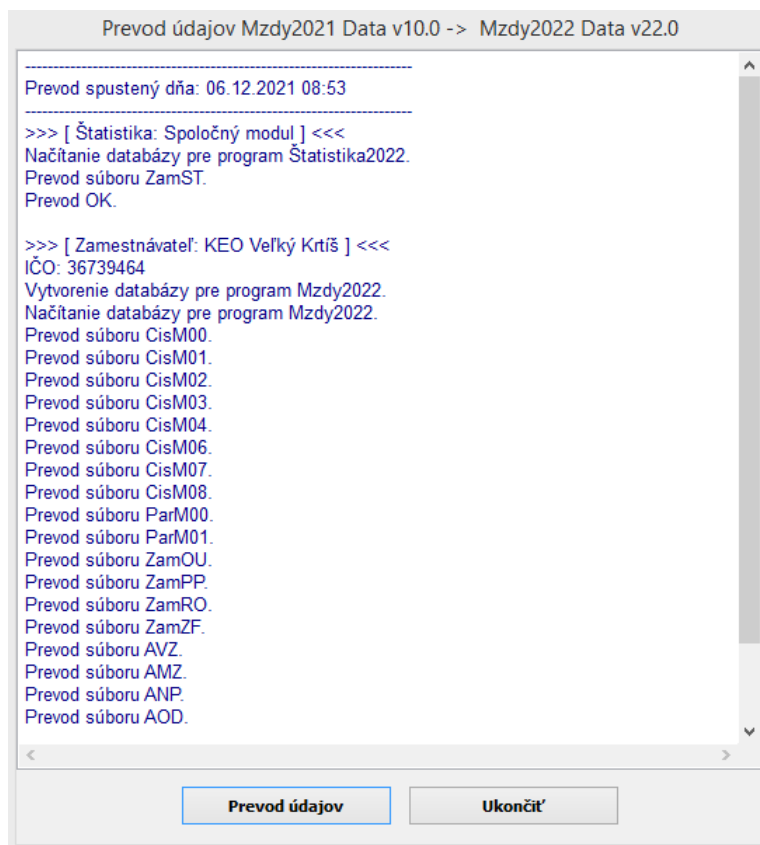 Prevod údajov Mzdy2021 Data v10.0 -> Mzdy2022 Data v22.0
----------------------------------------------------------------------
Prevod spustený dňa: 06.12.2021 08:53
----------------------------------------------------------------------
>>> [ Štatistika: Spoločný modul ] <<<
Načítanie databázy pre program Štatistika2022.
Prevod súboru ZamST.
Prevod OK.
>>> [ Zamestnávateľ: KEO Veľký Krtíš ] <<<
IČO: 36739464
Vytvorenie databázy pre program Mzdy2022.
Načítanie databázy pre program Mzdy2022.
Prevod súboru CisM00.
Prevod súboru CisM01.
Prevod súboru CisM02.
Prevod súboru CisM03.
Prevod súboru CisM04.
Prevod súboru CisM06.
Prevod súboru CisM07.
Prevod súboru CisM08.
Prevod súboru ParM00.
Prevod súboru ParM01.
Prevod súboru ZamOU.
Prevod súboru ZamPP.
Prevod súboru ZamRO.
Prevod súboru ZamZF.
Prevod súboru AVZ.
Prevod súboru AMZ.
Prevod súboru ANP.
Prevod súboru AOD.
Prevod údajov
Ukončiť